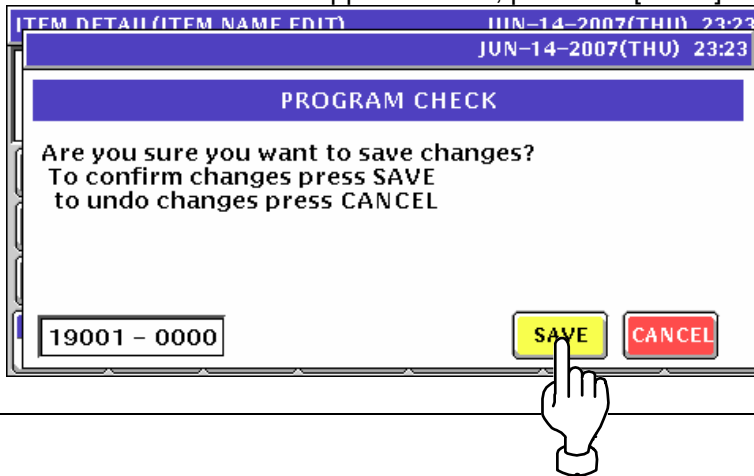 ITEM DETAIL(ITEM NAME EDIT) JUN-14-2007(THU) 23:23
JUN-14-2007(THU) 23:23
PROGRAM CHECK
Are you sure you want to save changes?
To confirm changes press SAVE
to undo changes press CANCEL
19001 - 0000
SAVE
CANCEL